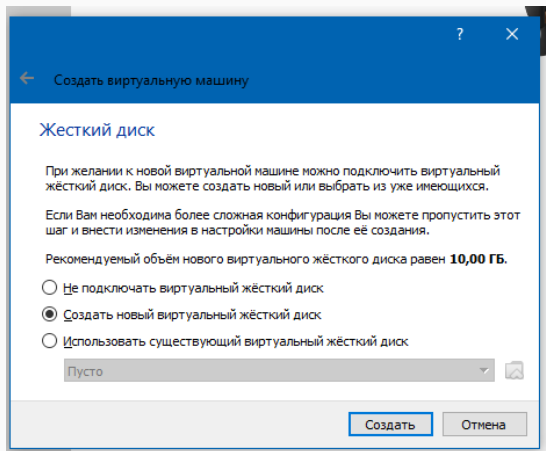 ?
Создать виртуальную машину
Жесткий диск
При желании к новой виртуальной машине можно подключить виртуальный
жёсткий диск. Вы можете создать новый или выбрать из уже имеющихся.
Если Вам необходима более сложная конфигурация Вы можете пропустить этот
шаг и внести изменения в настройки машины после её создания.
Рекомендуемый объём нового виртуального жёсткого диска равен 10,00 ГБ.
Не подключать виртуальный жёсткий диск
Создать новый виртуальный жёсткий диск
Использовать существующий виртуальный жёсткий диск
Пусто
Создать Отмена